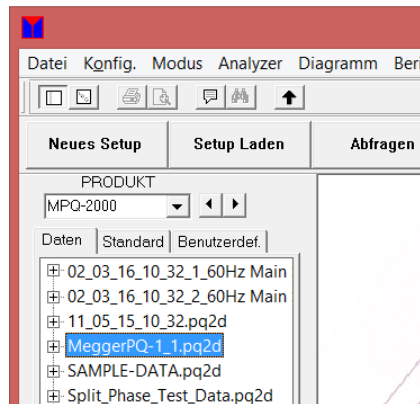 Datei Konfig. Modus Analyzer Diagramm Beri
Neues Setup Setup Laden Abfragen
PRODUKT
MPQ-2000
Daten Standard Benutzerdef.
02_03_16_10_32_1_60Hz Main
02_03_16_10_32_2_60Hz Main
11_05_15_10_32.pq2d
MeggerPQ-1_1.pq2d
SAMPLE-DATA.pq2d
Split_Phase_Test_Data.pq2d